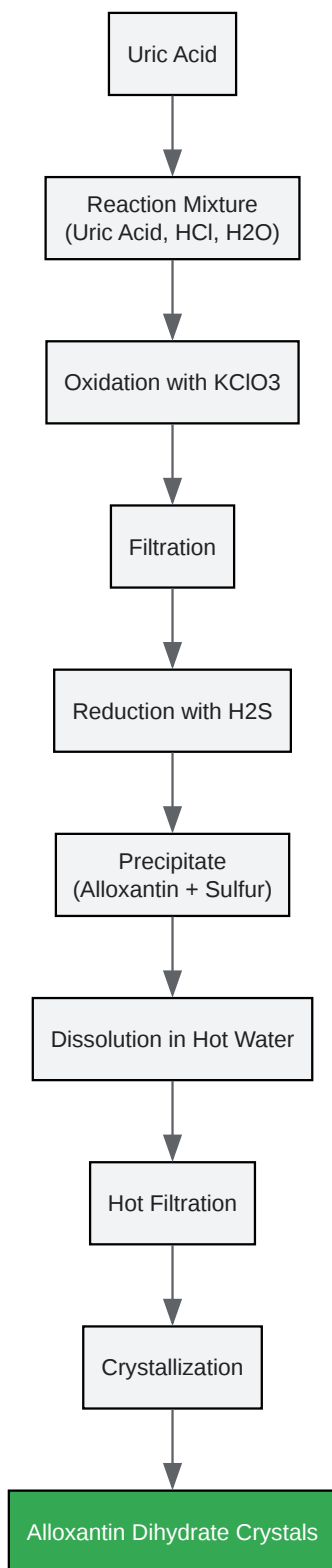 Uric Acid
Reaction Mixture
(Uric Acid, HCl, H2O)
Oxidation with KClO3
Filtration
Reduction with H2S
Precipitate
(Alloxantin + Sulfur)
Dissolution in Hot Water
Hot Filtration
Crystallization
Alloxantin Dihydrate Crystals